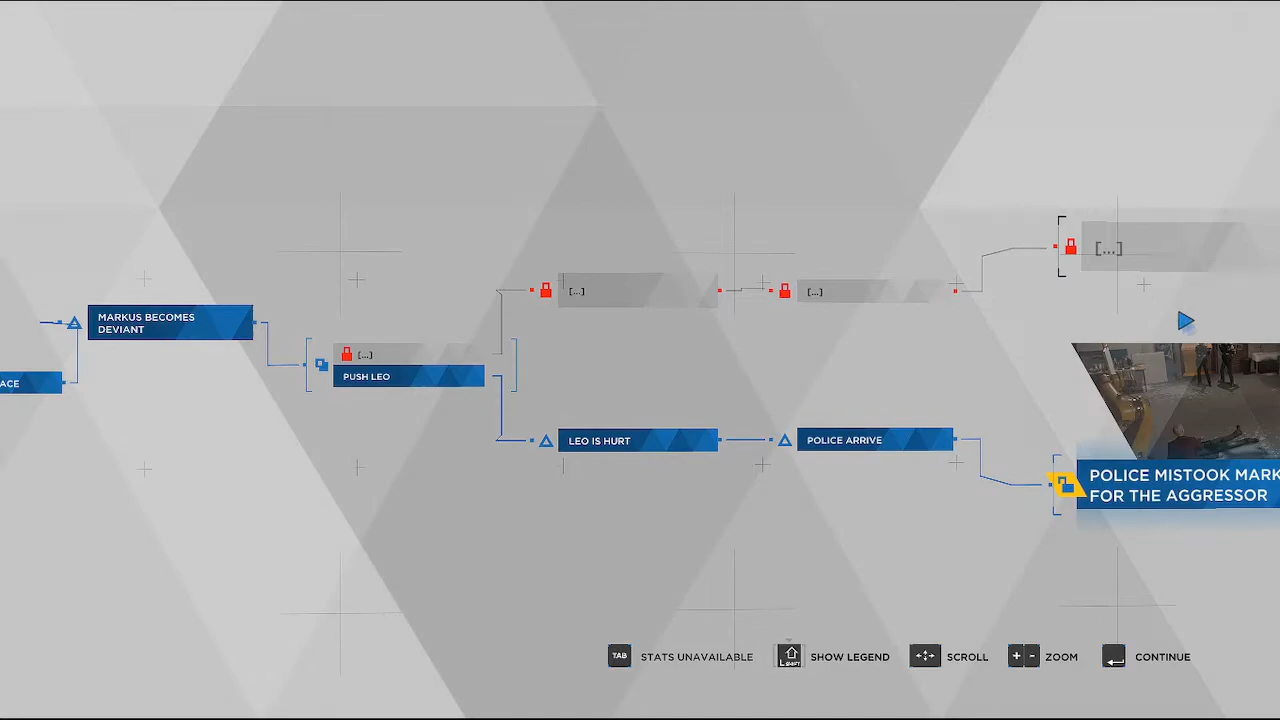 MARKUS BECOMES
DEVIANT
ACE
[...]
PUSH LEO
[...]
[...]
[...]
LEO IS HURT
POLICE ARRIVE
POLICE MISTOOK MARK
FOR THE AGGRESSOR
TAB
STATS UNAVAILABLE
L SHIFT
SHOW LEGEND
SCROLL
+ -
ZOOM
CONTINUE